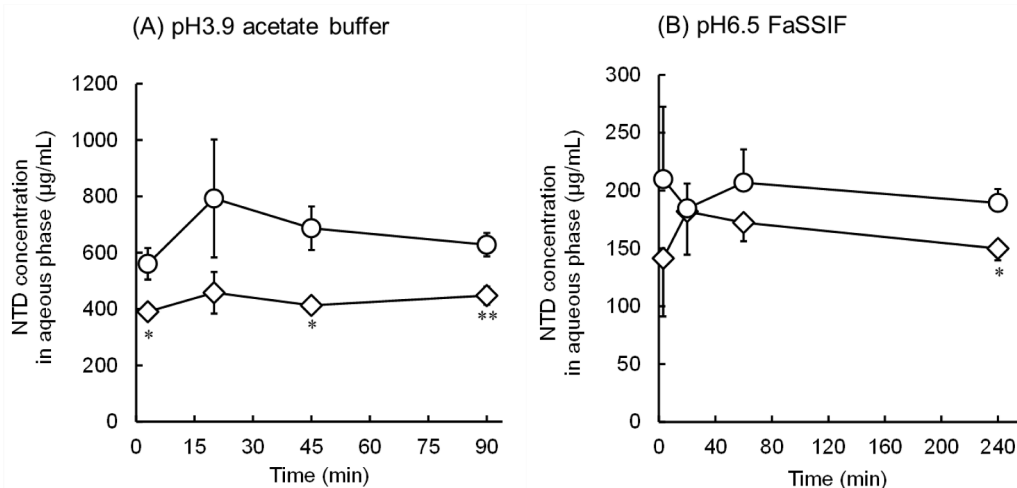 (A) pH3.9 acetate buffer
NTD concentration
in aqeous phase (µg/mL)
1200
1000
800
600
400
200
0
*
*
**
0 15 30 45 60 75 90
Time (min)
(B) pH6.5 FaSSIF
NTD concentration
in aqueous phase (µg/mL)
300
250
200
150
100
50
0
*
0 40 80 120 160 200 240
Time (min)